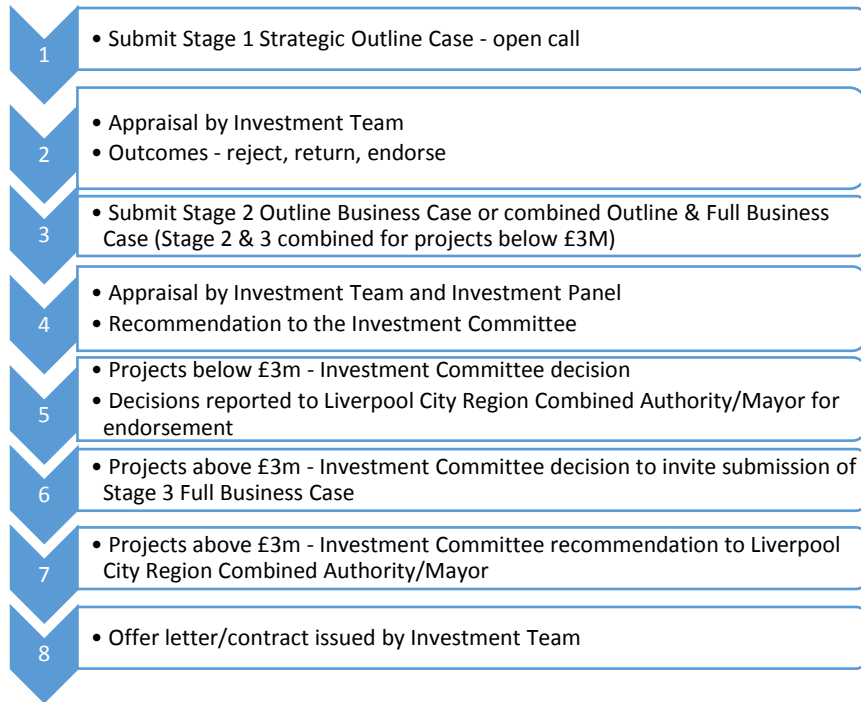 1
• Submit Stage 1 Strategic Outline Case - open call
2
• Appraisal by Investment Team
• Outcomes - reject, return, endorse
3
• Submit Stage 2 Outline Business Case or combined Outline & Full Business
Case (Stage 2 & 3 combined for projects below £3M)
4
• Appraisal by Investment Team and Investment Panel
• Recommendation to the Investment Committee
5
• Projects below £3m - Investment Committee decision
• Decisions reported to Liverpool City Region Combined Authority/Mayor for
endorsement
6
• Projects above £3m - Investment Committee decision to invite submission of
Stage 3 Full Business Case
7
• Projects above £3m - Investment Committee recommendation to Liverpool
City Region Combined Authority/Mayor
8
• Offer letter/contract issued by Investment Team